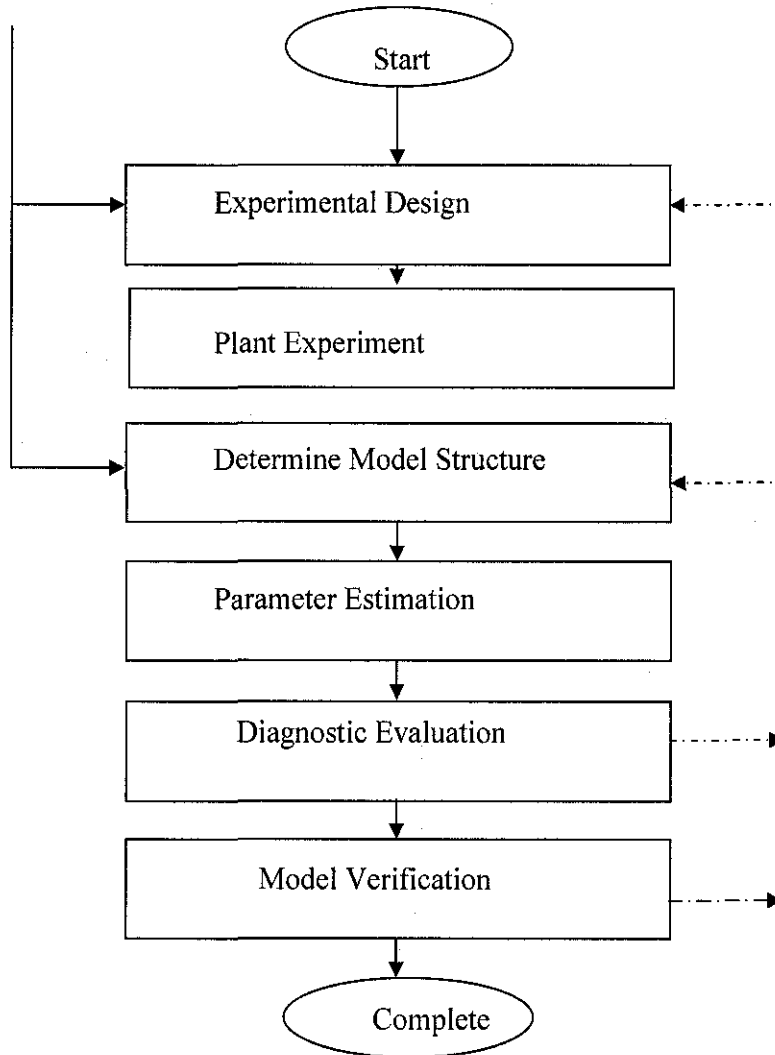 Start
Experimental Design
Plant Experiment
Determine Model Structure
Parameter Estimation
Diagnostic Evaluation
Model Verification
Complete